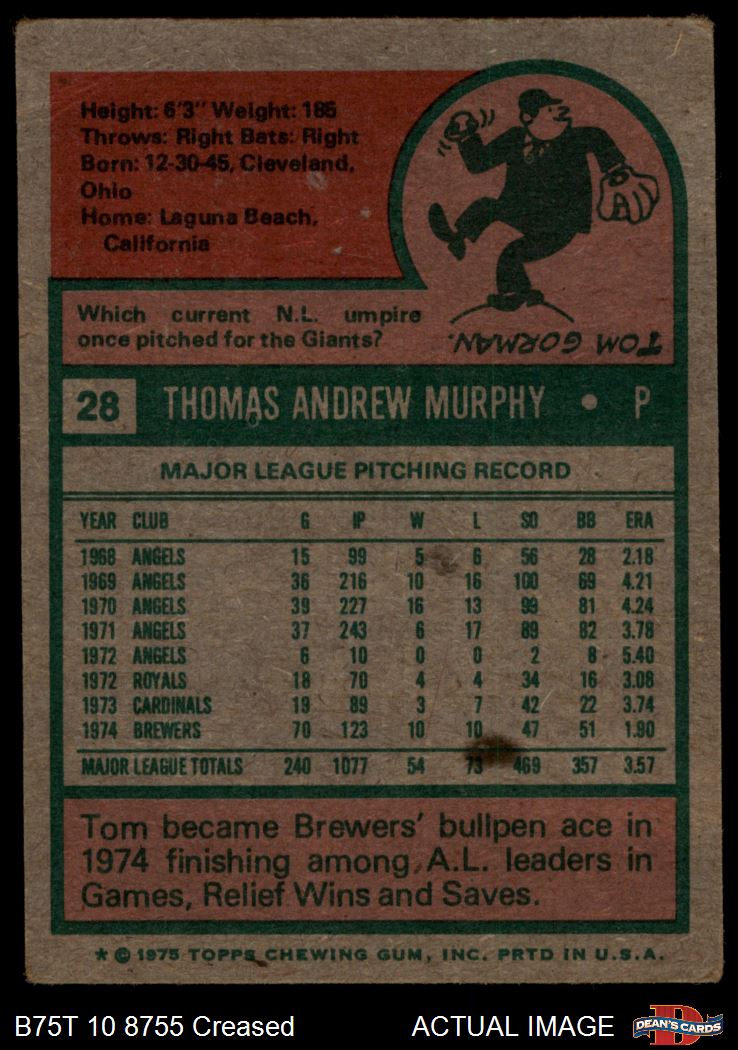 Height: 6'3" Weight: 185
Throws: Right Bats: Right
Born: 12-30-45, Cleveland,
Ohio
Home: Laguna Beach,
California
Which current N.L. umpire
once pitched for the Giants?
TOM GORMAN.
28 THOMAS ANDREW MURPHY • P
MAJOR LEAGUE PITCHING RECORD
YEAR CLUB G IP W L SO BB ERA
1968 ANGELS 15 99 5 6 56 28 2.18
1969 ANGELS 36 216 10 16 100 69 4.21
1970 ANGELS 39 227 16 13 99 81 4.24
1971 ANGELS 37 243 6 17 89 82 3.78
1972 ANGELS 6 10 0 0 2 8 5.40
1972 ROYALS 18 70 4 4 34 16 3.08
1973 CARDINALS 19 89 3 7 42 22 3.74
1974 BREWERS 70 123 10 10 47 51 1.90
MAJOR LEAGUE TOTALS 240 1077 54 73 469 357 3.57
Tom became Brewers' bullpen ace in
1974 finishing among A.L. leaders in
Games, Relief Wins and Saves.
* © 1975 TOPPS CHEWING GUM, INC. PRTD IN U.S.A.
B75T 10 8755 Creased ACTUAL IMAGE
D
DEAN'S CARDS